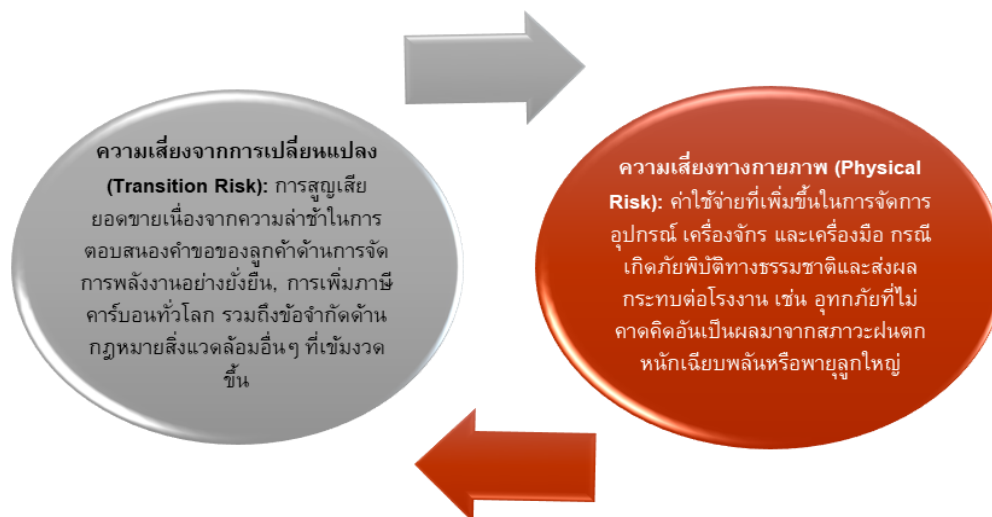 ความเสี่ยงจากการเปลี่ยนแปลง
(Transition Risk): การสูญเสีย
ยอดขายเนื่องจากความล่าช้าในการ
ตอบสนองคำขอของลูกค้าด้านการจัด
การพลังงานอย่างยั่งยืน, การเพิ่มภาษี
คาร์บอนทั่วโลก รวมถึงข้อจำกัดด้าน
กฎหมายสิ่งแวดล้อมอื่นๆ ที่เข้มงวด
ขึ้น
ความเสี่ยงทางกายภาพ (Physical
Risk): ค่าใช้จ่ายที่เพิ่มขึ้นในการจัดการ
อุปกรณ์ เครื่องจักร และเครื่องมือ กรณี
เกิดภัยพิบัติทางธรรมชาติและส่งผล
กระทบต่อโรงงาน เช่น อุทกภัยที่ไม่
คาดคิดอันเป็นผลมาจากสภาวะฝนตก
หนักเฉียบพลันหรือพายุลูกใหญ่